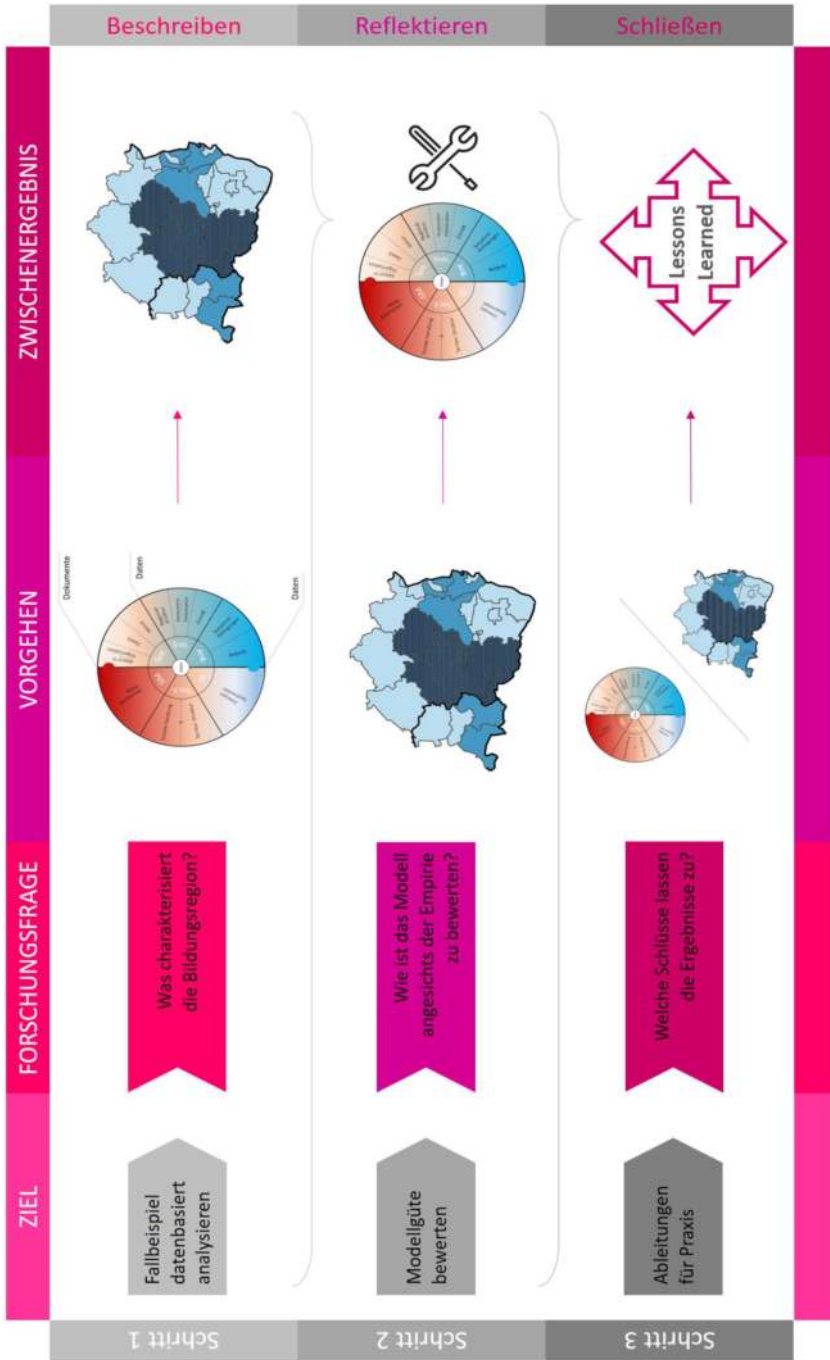 ZIEL
FORSCHUNGSFRAGE
VORGEHEN
ZWISCHENERGEBNIS
Schritt 1
Fallbeispiel
datenbasiert
analysieren
Was charakterisiert
die Bildungsregion?
Dokumente
Daten
Daten
Beschreiben
Schritt 2
Modellgüte
bewerten
Wie ist das Modell
angesichts der Empirie
zu bewerten?
Reflektieren
Schritt 3
Ableitungen
für Praxis
Welche Schlüsse lassen
die Ergebnisse zu?
Lessons
Learned
Schließen